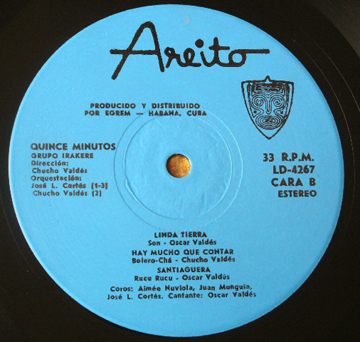 Areito
PRODUCIDO Y DISTRIBUIDO
POR EGREM — HABANA, CUBA
QUINCE MINUTOS
GRUPO IRAKERE
Dirección:
Chucho Valdés
Orquestación:
José L. Cortés (1-3)
Chucho Valdés (2)
33 R.P.M.
LD-4267
CARA B
ESTEREO
LINDA TIERRA
Son - Oscar Valdés
HAY MUCHO QUE CONTAR
Bolero-Chá - Chucho Valdés
SANTIAGUERA
Rucu Rucu - Oscar Valdés
Coros: Aimée Nuviola, Juan Munguía,
José L. Cortés. Cantante: Oscar Valdés